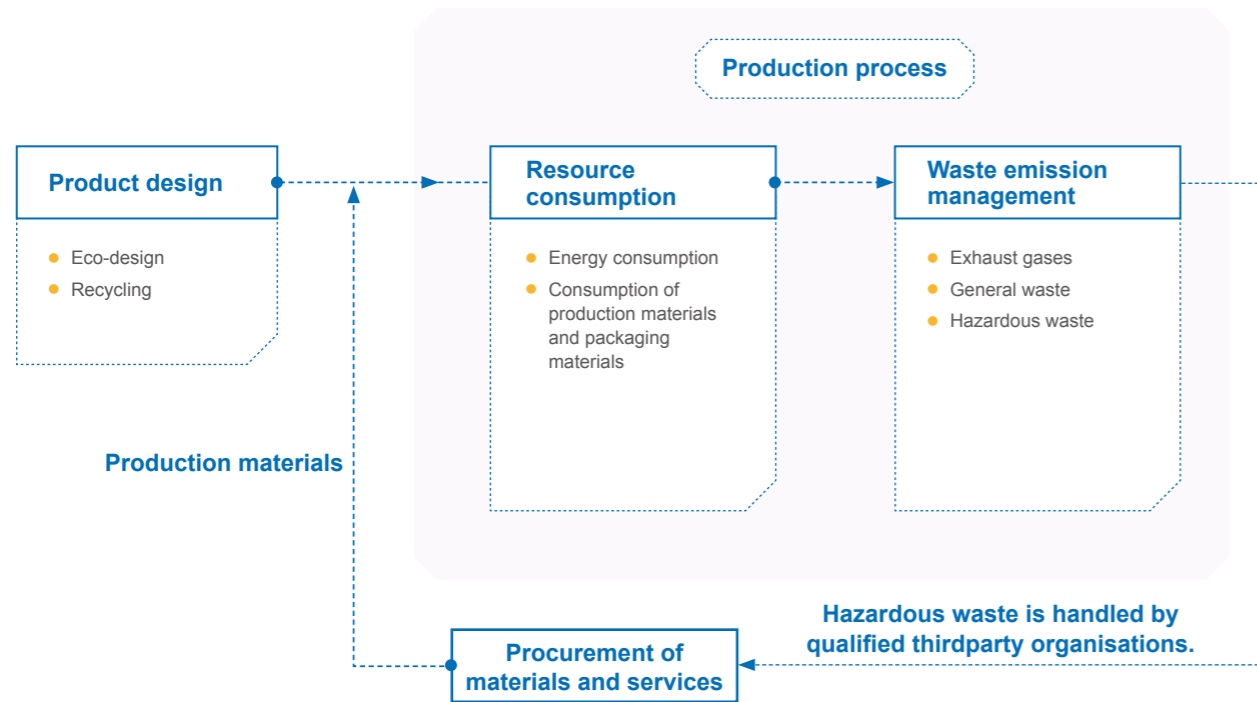 Production process
Product design
Eco-design
Recycling
Resource
consumption
Energy consumption
Consumption of
production materials
and packaging
materials
Waste emission
management
Exhaust gases
General waste
Hazardous waste
Production materials
Hazardous waste is handled by
qualified thirdparty organisations.
Procurement of
materials and services